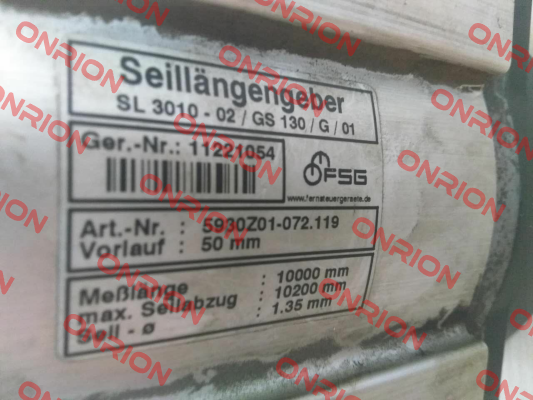 Seillängengeber
SL 3010 - 02 / GS 130 / G / 01
Ger.-Nr.: 11221054
FSG
www.fernsteuergeraete.de
Art.-Nr. : 5930Z01-072.119
Vorlauf : 50 mm
Meßlänge : 10000 mm
max. Seilabzug : 10200 mm
Seil - ø : 1.35 mm
ONRION
ONRION
ONRION
ONRION
ONRION
ONRION
ONRION
ONRION
ONRION
ONRION
ONRION
ONRION